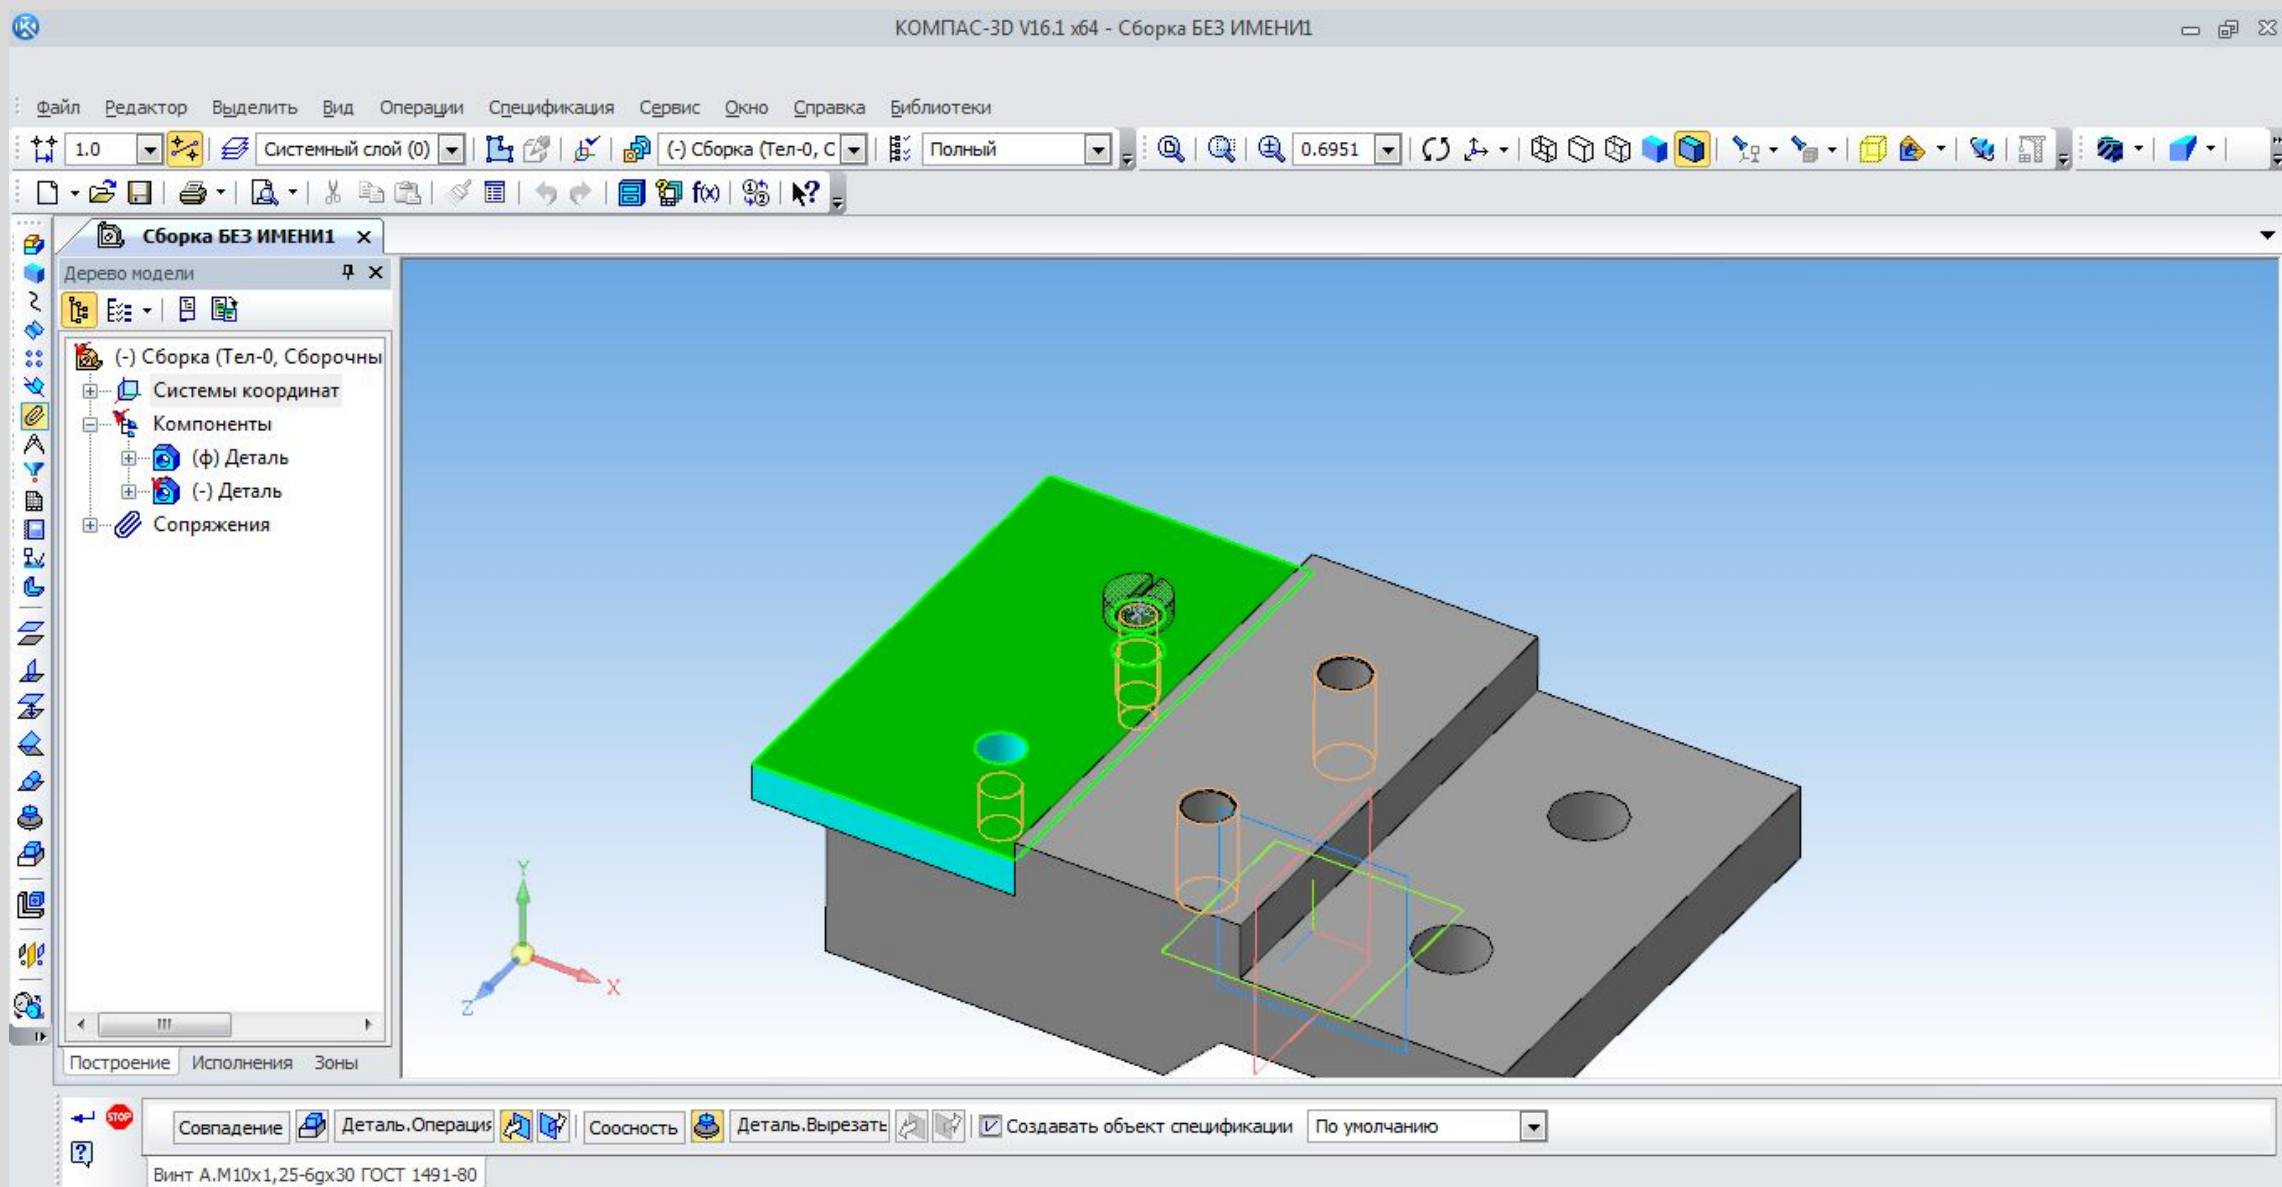 КОМПАС-3D V16.1 x64 - Сборка БЕЗ ИМЕНИ1
Файл Редактор Выделить Вид Операции Спецификация Сервис Окно Справка Библиотеки
1.0 Системный слой (0) (-) Сборка (Тел-0, С Полный 0.6951
f(x)
Сборка БЕЗ ИМЕНИ1
Дерево модели
(-) Сборка (Тел-0, Сборочны
Системы координат
Компоненты
(ф) Деталь
(-) Деталь
Сопряжения
Y
X
Z
Построение Исполнения Зоны
STOP Совпадение Деталь.Операция Соосность Деталь.Вырезать Создавать объект спецификации По умолчанию
Винт А.М10х1,25-6gх30 ГОСТ 1491-80